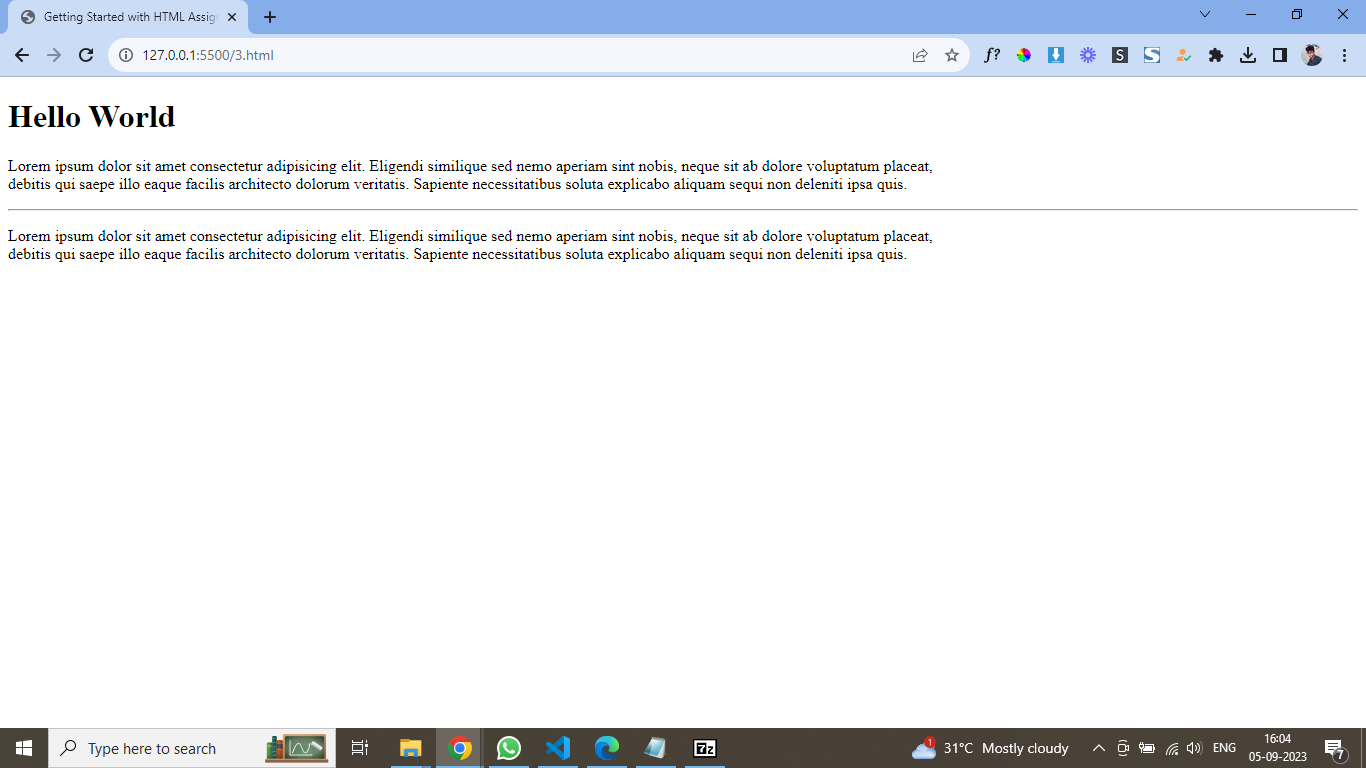 Getting Started with HTML Assig
127.0.0.1:5500/3.html
f?
S
S
Hello World
Lorem ipsum dolor sit amet consectetur adipisicing elit. Eligendi similique sed nemo aperiam sint nobis, neque sit ab dolore voluptatum placeat,
debitis qui saepe illo eaque facilis architecto dolorum veritatis. Sapiente necessitatibus soluta explicabo aliquam sequi non deleniti ipsa quis.
Lorem ipsum dolor sit amet consectetur adipisicing elit. Eligendi similique sed nemo aperiam sint nobis, neque sit ab dolore voluptatum placeat,
debitis qui saepe illo eaque facilis architecto dolorum veritatis. Sapiente necessitatibus soluta explicabo aliquam sequi non deleniti ipsa quis.
Type here to search
7z
1
31°C Mostly cloudy
ENG
16:04
05-09-2023
7